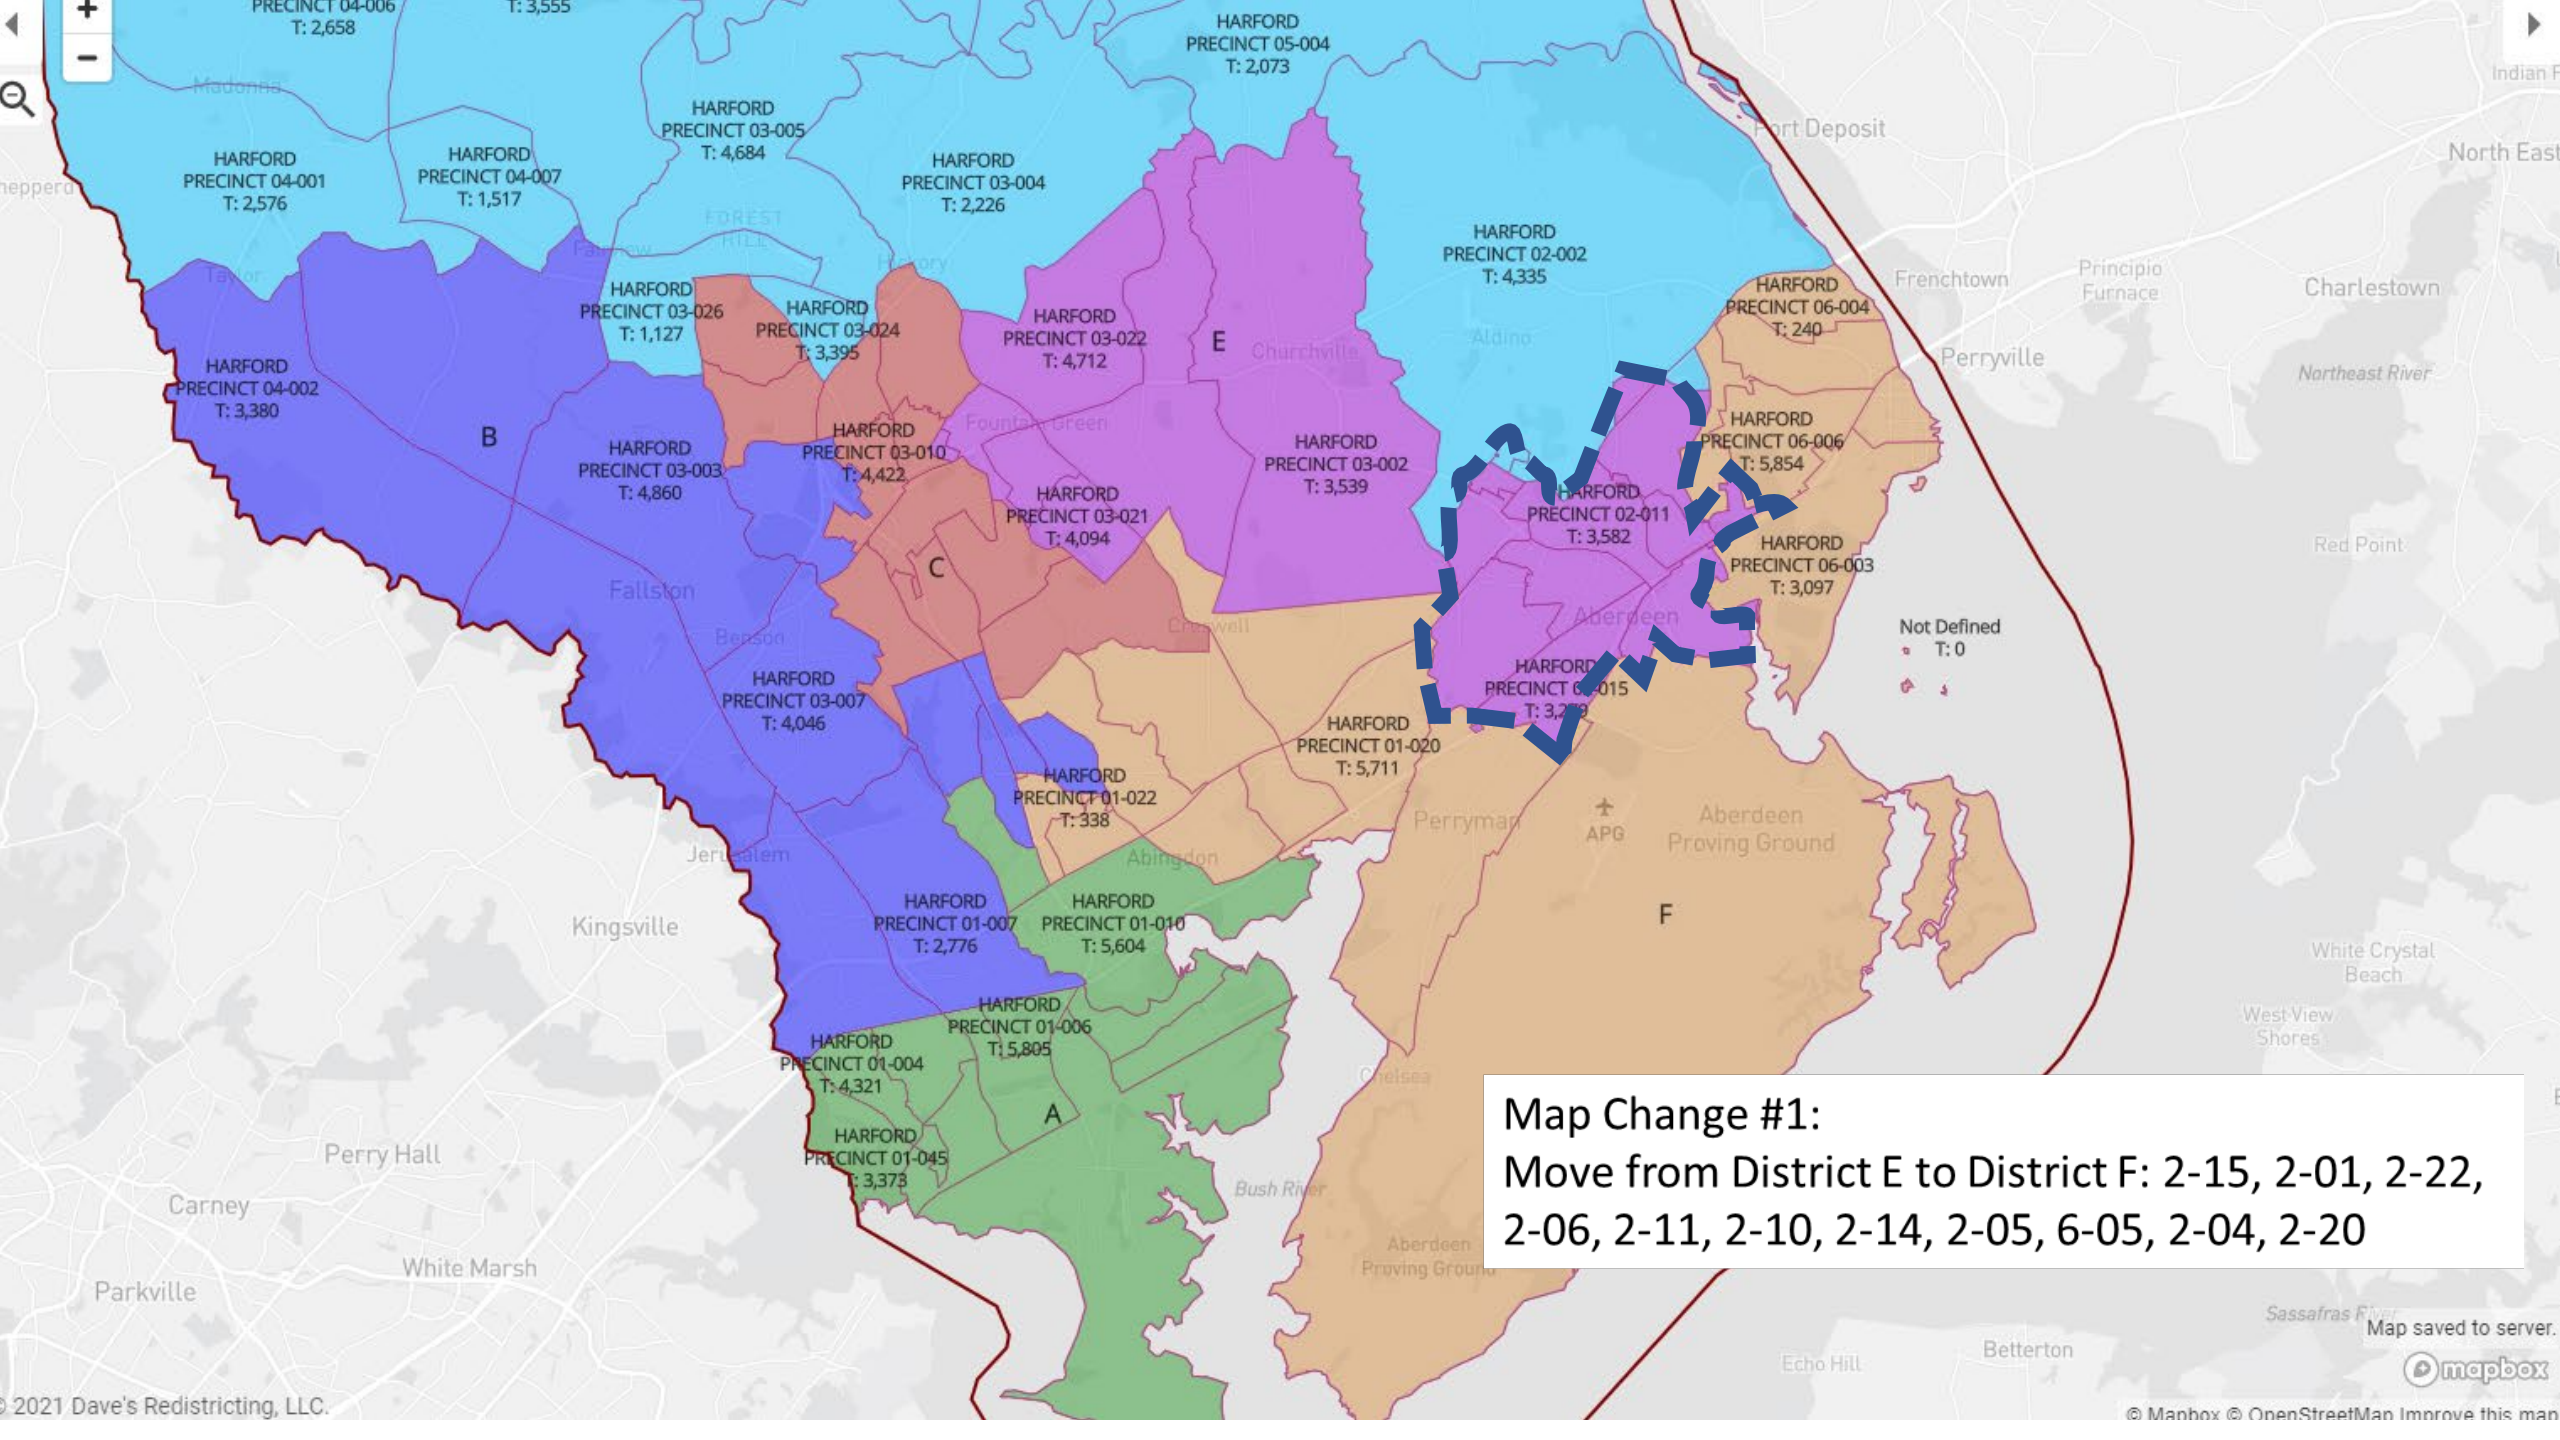 PRECINCT 04-006
T: 2,658
T: 3,555
HARFORD
PRECINCT 05-004
T: 2,073
+
−
Madonna
Indian
Port Deposit
North East
HARFORD
PRECINCT 03-005
T: 4,684
HARFORD
PRECINCT 04-001
T: 2,576
HARFORD
PRECINCT 04-007
T: 1,517
HARFORD
PRECINCT 03-004
T: 2,226
hepperd
FOREST
HILL
Fairview
Hickory
Taylor
HARFORD
PRECINCT 02-002
T: 4,335
Frenchtown
Principio
Furnace
Charlestown
HARFORD
PRECINCT 03-026
T: 1,127
HARFORD
PRECINCT 03-024
T: 3,395
HARFORD
PRECINCT 03-022
T: 4,712
E
Churchville
Aldino
HARFORD
PRECINCT 06-004
T: 240
Perryville
Northeast River
HARFORD
PRECINCT 04-002
T: 3,380
B
HARFORD
PRECINCT 03-003
T: 4,860
HARFORD
PRECINCT 03-010
T: 4,422
Fountain Green
HARFORD
PRECINCT 03-002
T: 3,539
HARFORD
PRECINCT 06-006
T: 5,854
HARFORD
PRECINCT 03-021
T: 4,094
HARFORD
PRECINCT 02-011
T: 3,582
HARFORD
PRECINCT 06-003
T: 3,097
Red Point
C
Fallston
Benson
Creswell
Aberdeen
Not Defined
T: 0
HARFORD
PRECINCT 03-007
T: 4,046
HARFORD
PRECINCT 015
T: 3,2
HARFORD
PRECINCT 01-020
T: 5,711
HARFORD
PRECINCT 01-022
T: 338
Perryman
APG
Aberdeen
Proving Ground
Jerusalem
Abingdon
Kingsville
HARFORD
PRECINCT 01-007
T: 2,776
HARFORD
PRECINCT 01-010
T: 5,604
F
White Crystal
Beach
HARFORD
PRECINCT 01-006
T: 5,805
West View
Shores
HARFORD
PRECINCT 01-004
T: 4,321
Chelsea
A
HARFORD
PRECINCT 01-045
T: 3,373
Perry Hall
Carney
Bush River
White Marsh
Parkville
Aberdeen
Proving Ground
Map Change #1:
Move from District E to District F: 2-15, 2-01, 2-22,
2-06, 2-11, 2-10, 2-14, 2-05, 6-05, 2-04, 2-20
Sassafras River
Map saved to server.
Echo Hill
Betterton
mapbox
© 2021 Dave's Redistricting, LLC.
© Mapbox © OpenStreetMap Improve this map